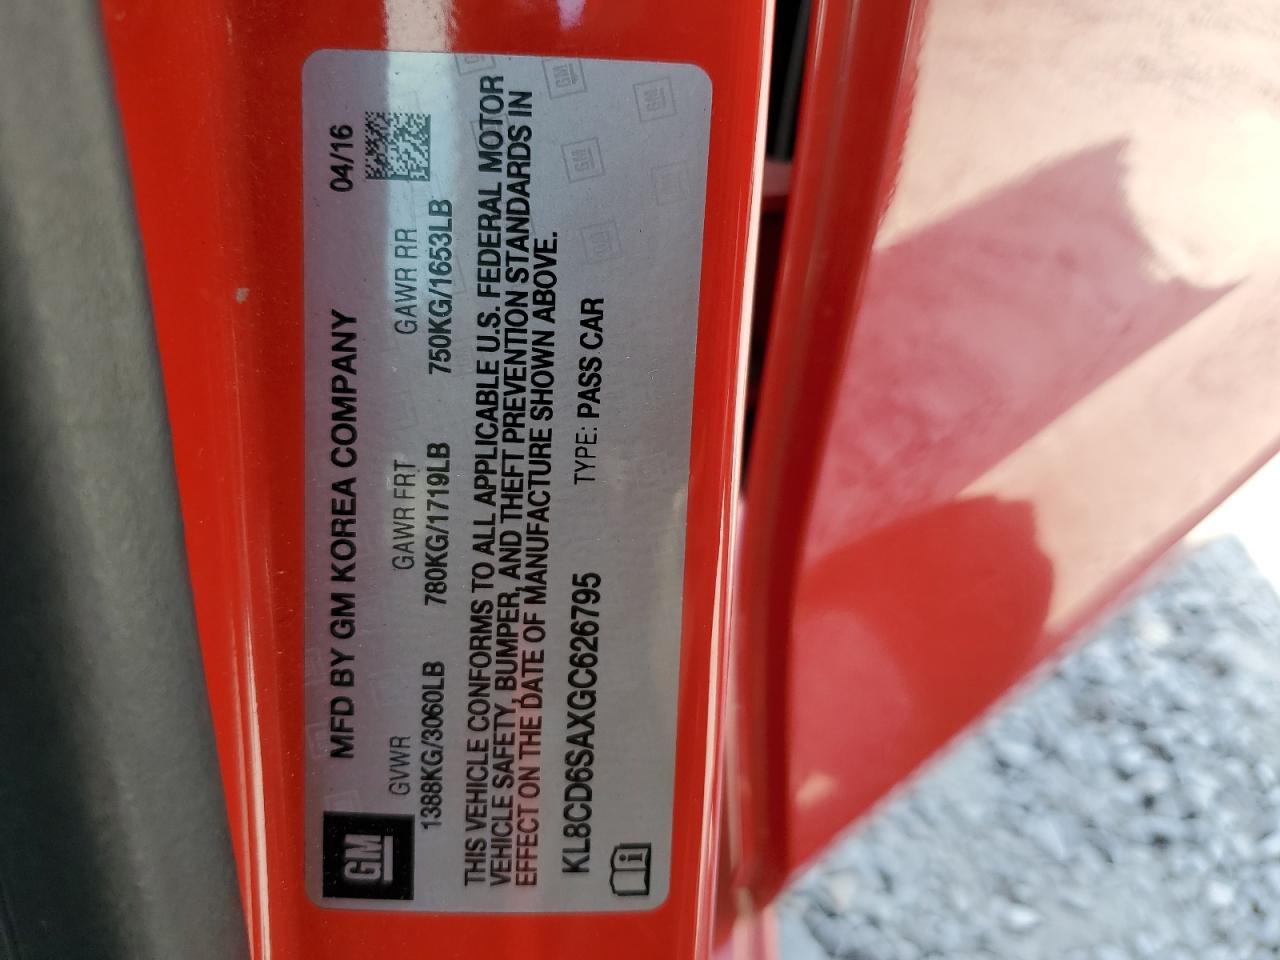 GM
MFD BY GM KOREA COMPANY 04/16
GVWR GAWR FRT GAWR RR
1388KG/3060LB 780KG/1719LB 750KG/1653LB
THIS VEHICLE CONFORMS TO ALL APPLICABLE U.S. FEDERAL MOTOR
VEHICLE SAFETY, BUMPER, AND THEFT PREVENTION STANDARDS IN
EFFECT ON THE DATE OF MANUFACTURE SHOWN ABOVE.
KL8CD6SAXGC626795 TYPE: PASS CAR